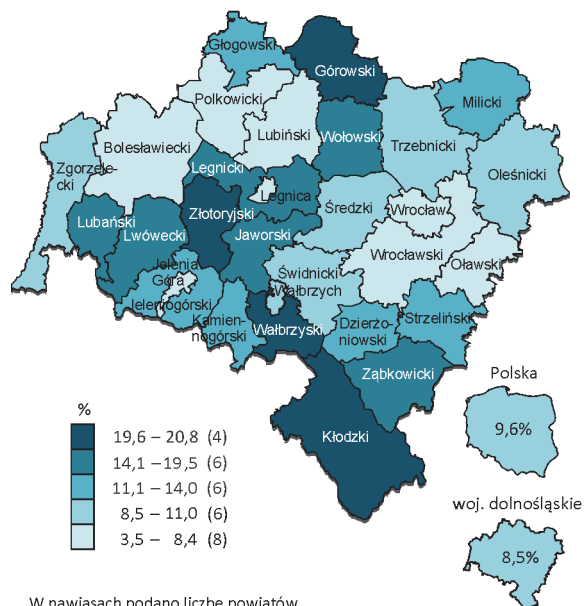 Głogowski
Górowski
Polkowicki
Milicki
Lubiński
Wołowski
Trzebnicki
Bolesławiecki
Zgorzele-
cki
Legnicki
Legnica
Oleśnicki
Średzki
Wrocław
Lubański
Złotoryjski
Lwówecki
Jaworski
Wrocławski
Oławski
Jelenia
Góra
Świdnicki
Wałbrzych
Jeleniogórski
Kamien-
nogórski
Wałbrzyski
Dzierżo-
niowski
Strzeliński
Ząbkowicki
Kłodzki
Polska
9,6%
woj. dolnośląskie
8,5%
%
19,6 – 20,8 (4)
14,1 – 19,5 (6)
11,1 – 14,0 (6)
8,5 – 11,0 (6)
3,5 – 8,4 (8)
W nawiasach podano liczbę powiatów